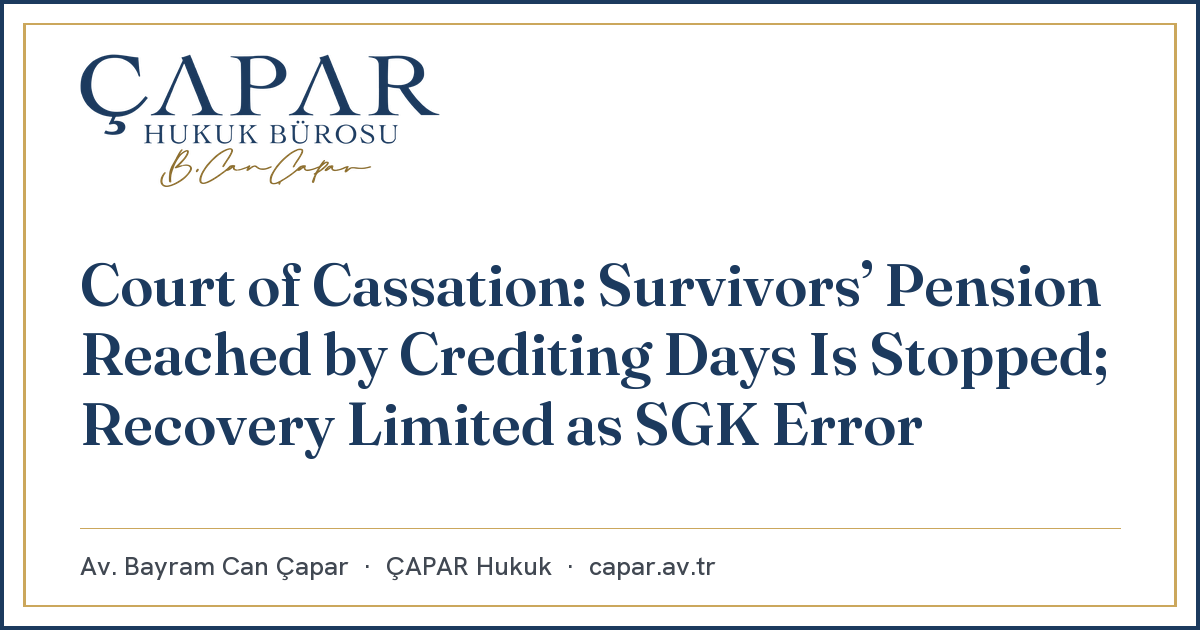 ÇAPAR
HUKUK BÜROSU
B.Can Çapar
Court of Cassation: Survivors’ Pension
Reached by Crediting Days Is Stopped;
Recovery Limited as SGK Error
Av. Bayram Can Çapar · ÇAPAR Hukuk · capar.av.tr